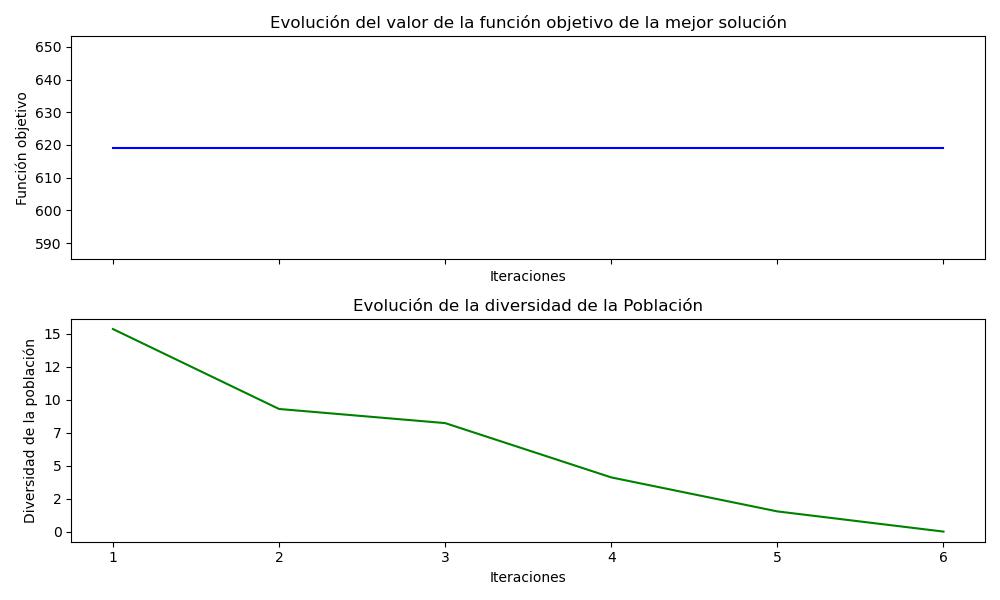 Evolución del valor de la función objetivo de la mejor solución
Función objetivo
650
640
630
620
610
600
590
Iteraciones
Evolución de la diversidad de la Población
Diversidad de la población
15
12
10
7
5
2
0
1 2 3 4 5 6
Iteraciones